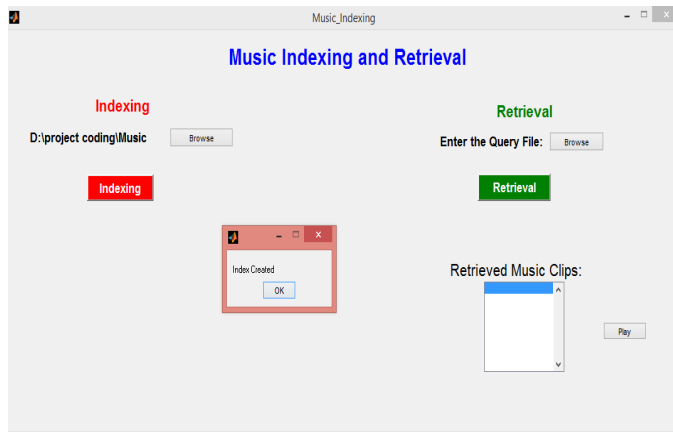 Music_Indexing
Music Indexing and Retrieval
Indexing
D:\project coding\Music
Browse
Indexing
Retrieval
Enter the Query File:
Browse
Retrieval
Index Created
OK
Retrieved Music Clips:
Play